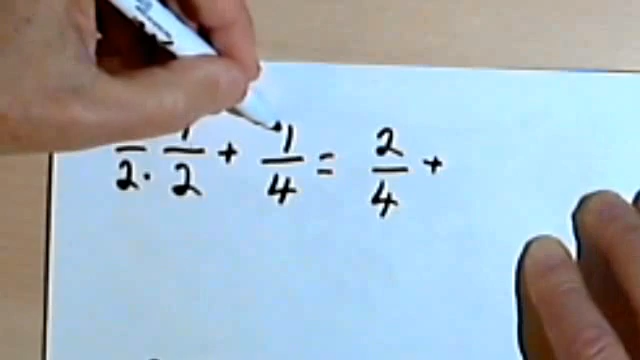 /2 · 1/2 + 1/4 = 2/4 +